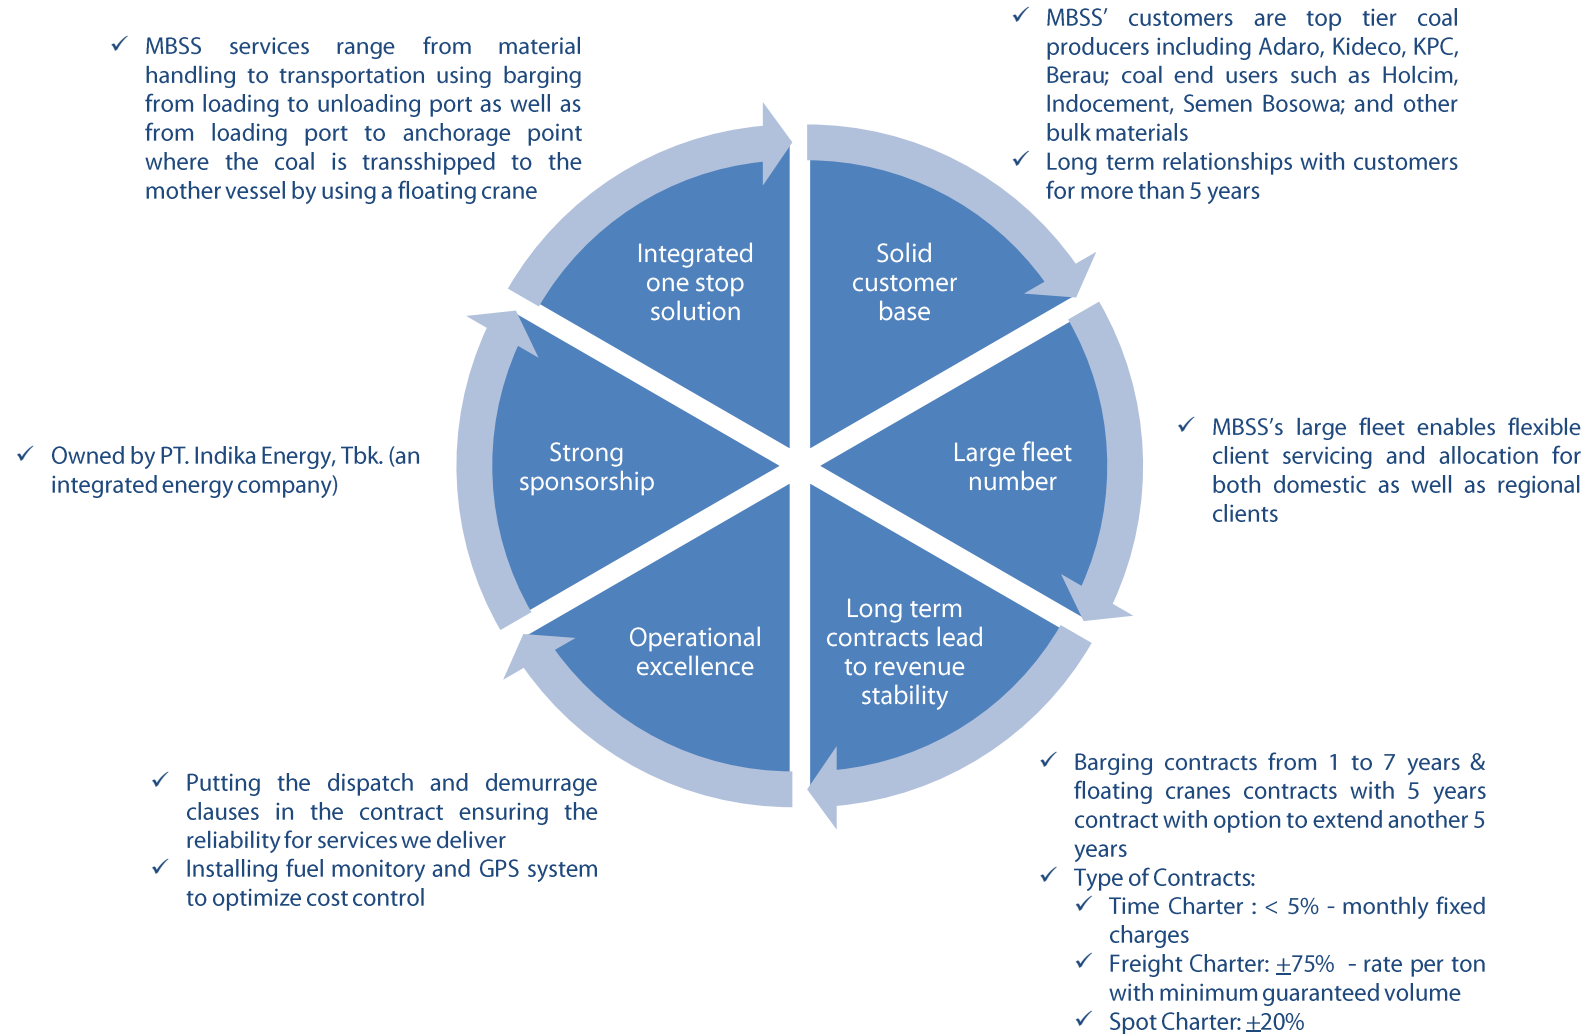 ✓ MBSS services range from material
handling to transportation using barging
from loading to unloading port as well as
from loading port to anchorage point
where the coal is transshipped to the
mother vessel by using a floating crane
✓ MBSS' customers are top tier coal
producers including Adaro, Kideco, KPC,
Berau; coal end users such as Holcim,
Indocement, Semen Bosowa; and other
bulk materials
✓ Long term relationships with customers
for more than 5 years
Integrated
one stop
solution
Solid
customer
base
✓ Owned by PT. Indika Energy, Tbk. (an
integrated energy company)
Strong
sponsorship
Large fleet
number
✓ MBSS's large fleet enables flexible
client servicing and allocation for
both domestic as well as regional
clients
Operational
excellence
Long term
contracts lead
to revenue
stability
✓ Putting the dispatch and demurrage
clauses in the contract ensuring the
reliability for services we deliver
✓ Installing fuel monitory and GPS system
to optimize cost control
✓ Barging contracts from 1 to 7 years &
floating cranes contracts with 5 years
contract with option to extend another 5
years
✓ Type of Contracts:
✓ Time Charter : < 5% - monthly fixed
charges
✓ Freight Charter: +75% - rate per ton
with minimum guaranteed volume
✓ Spot Charter: +20%